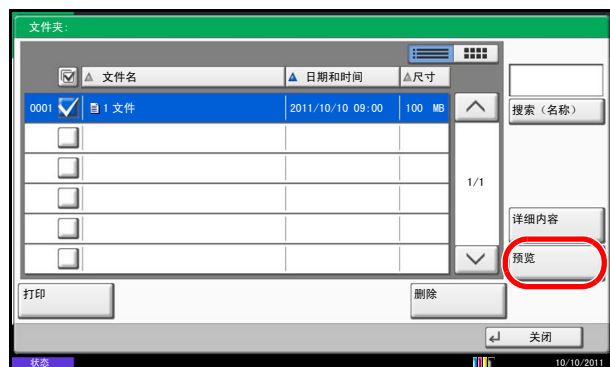 文件夹:
文件名 日期和时间 尺寸
0001 1 文件 2011/10/10 09:00 100 MB
搜索（名称）
1/1
详细内容
预览
打印 删除
关闭
状态 10/10/2011